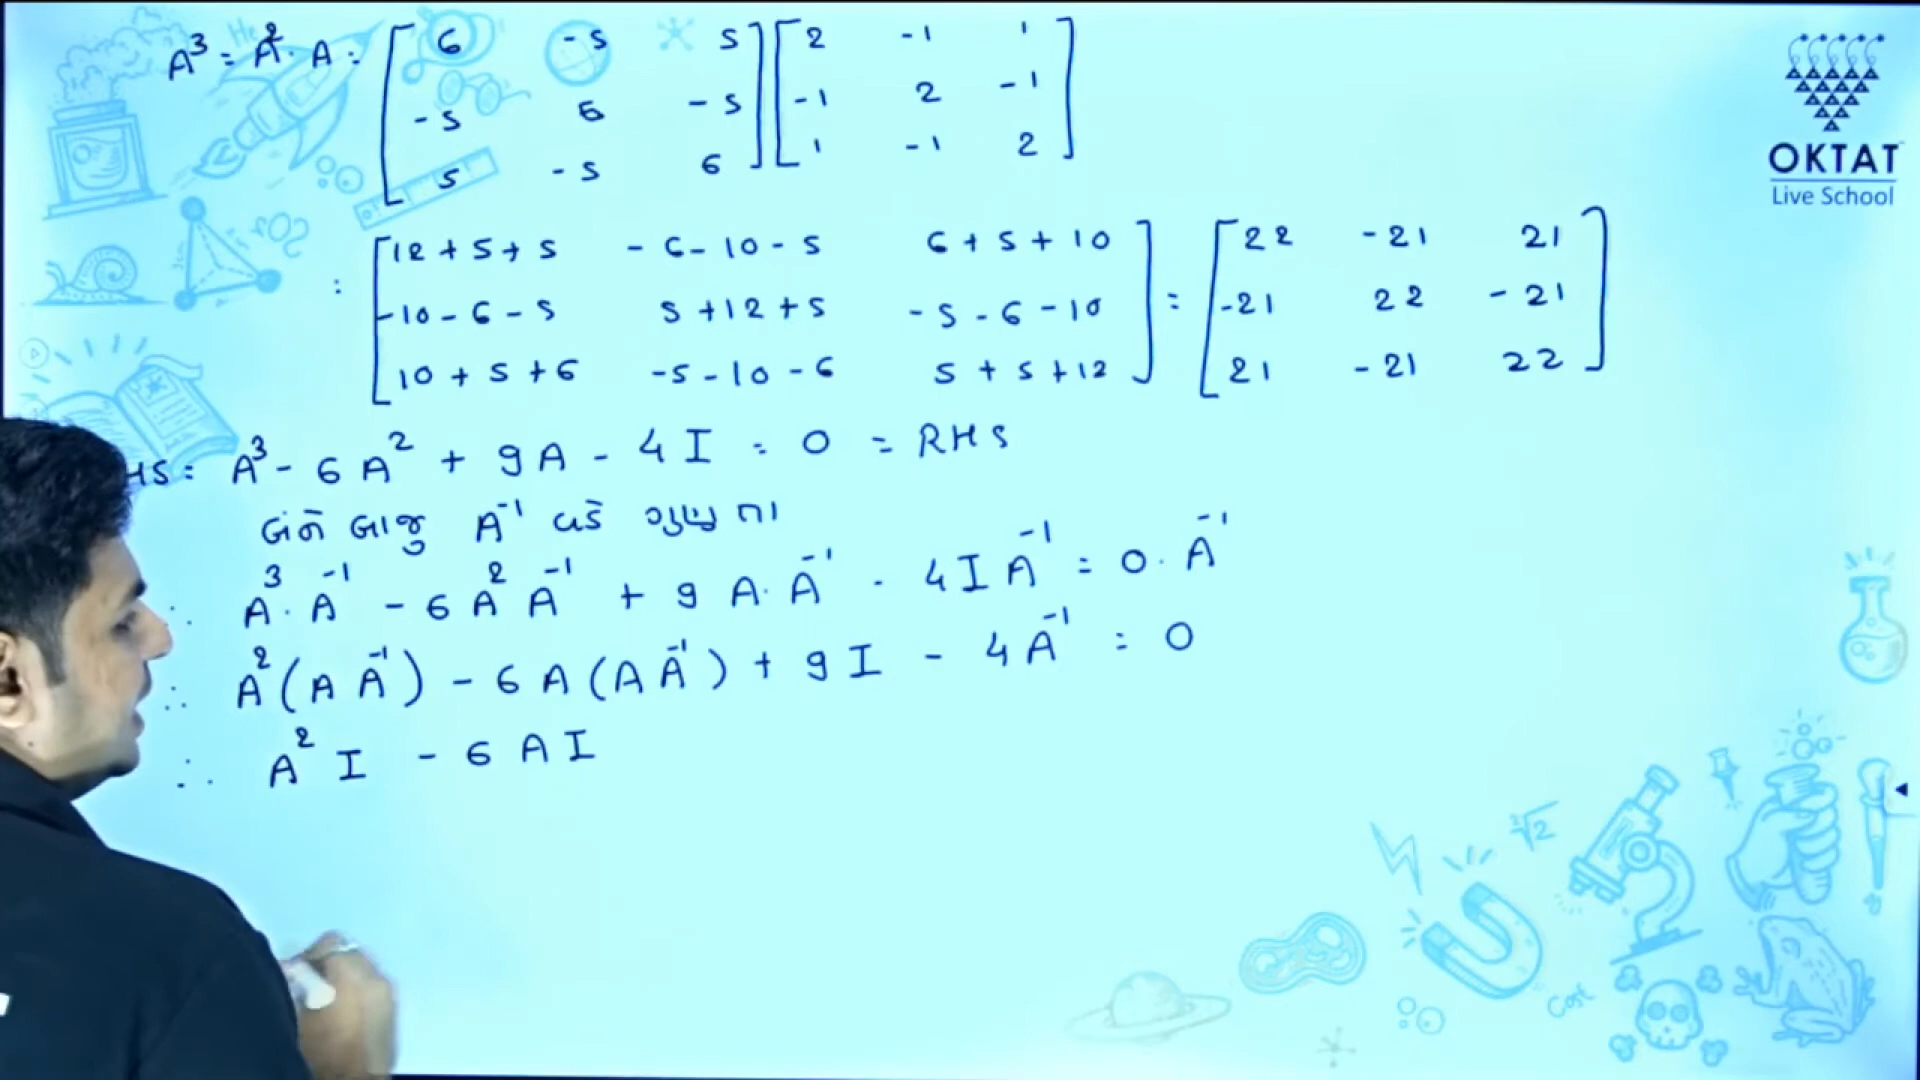 A³ = A² · A = [6 -5 5] [2 -1 1]
-5 6 -5 -1 2 -1
5 -5 6 1 -1 2
OKTAT
Live School
= [12+5+5 -6-10-5 6+5+10] = [22 -21 21]
-10-6-5 5+12+5 -5-6-10 -21 22 -21
10+5+6 -5-10-6 5+5+12 21 -21 22
HS = A³ - 6A² + 9A - 4I = 0 = RHS
બંને બાજુ A⁻¹ વડે ગુણતા
∴ A³·A⁻¹ - 6A²A⁻¹ + 9A·A⁻¹ - 4IA⁻¹ = 0·A⁻¹
∴ A²(AA⁻¹) - 6A(AA⁻¹) + 9I - 4A⁻¹ = 0
∴ A²I - 6AI
∛2
Cost